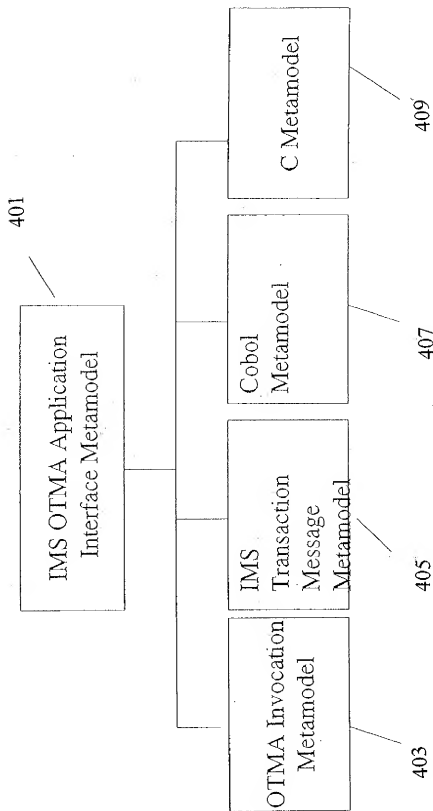 401
IMS OTMA Application
Interface Metamodel
OTMA Invocation
Metamodel
IMS
Transaction
Message
Metamodel
Cobol
Metamodel
C Metamodel
403
405
407
409